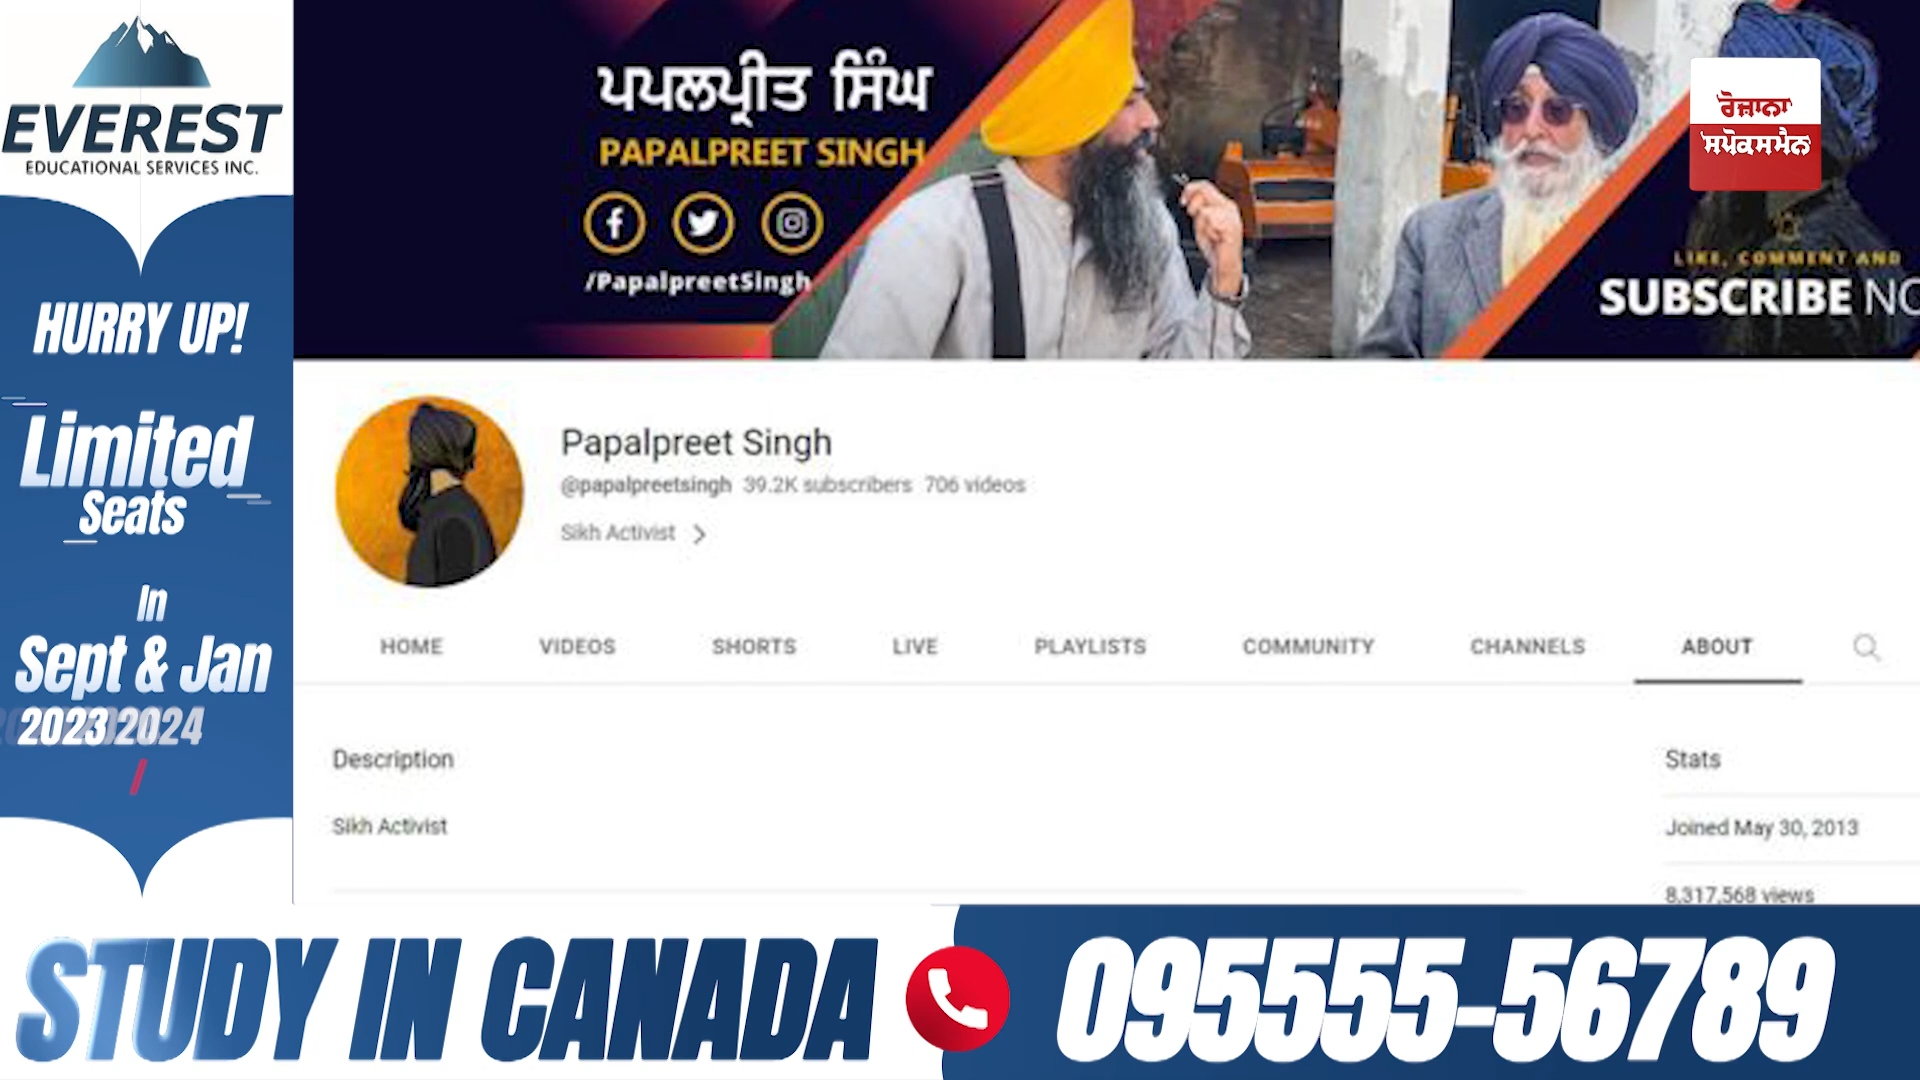 EVEREST
EDUCATIONAL SERVICES INC.
HURRY UP!
Limited
Seats
In
Sept & Jan
2023 2024
/
ਪਪਲਪ੍ਰੀਤ ਸਿੰਘ
PAPALPREET SINGH
/PapalpreetSingh
ਰੋਜ਼ਾਨਾ
ਸਪੋਕਸਮੈਨ
LIKE, COMMENT AND
SUBSCRIBE NO
Papalpreet Singh
@papalpreetsingh 39.2K subscribers 706 videos
Sikh Activist
HOME VIDEOS SHORTS LIVE PLAYLISTS COMMUNITY CHANNELS ABOUT
Description
Sikh Activist
Stats
Joined May 30, 2013
8,317,568 views
STUDY IN CANADA 095555-56789